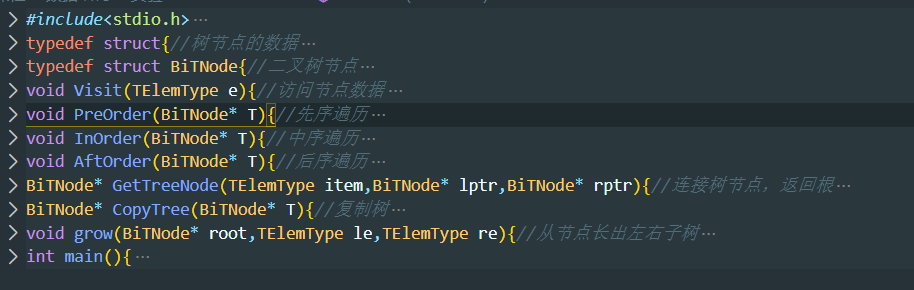 #include<stdio.h>…
typedef struct{//树节点的数据…
typedef struct BiTNode{//二叉树节点…
void Visit(TElemType e){//访问节点数据…
void PreOrder(BiTNode* T){//先序遍历…
void InOrder(BiTNode* T){//中序遍历…
void AftOrder(BiTNode* T){//后序遍历…
BiTNode* GetTreeNode(TElemType item,BiTNode* lptr,BiTNode* rptr){//连接树节点，返回根…
BiTNode* CopyTree(BiTNode* T){//复制树…
void grow(BiTNode* root,TElemType le,TElemType re){//从节点长出左右子树…
int main(){…